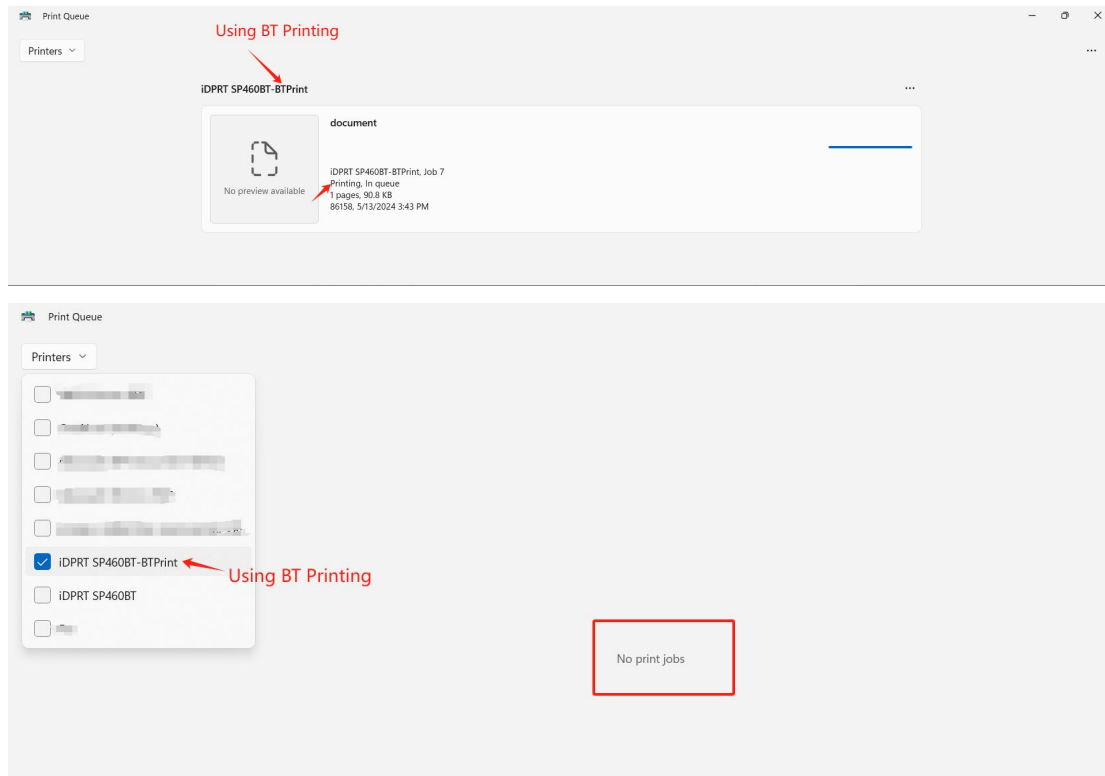 Print Queue
Using BT Printing
Printers
iDPRT SP460BT-BTPrint
document
No preview available
iDPRT SP460BT-BTPrint, Job 7
Printing, In queue
1 pages, 90.8 KB
86158, 5/13/2024 3:43 PM
Print Queue
Printers
iDPRT SP460BT-BTPrint
Using BT Printing
iDPRT SP460BT
No print jobs